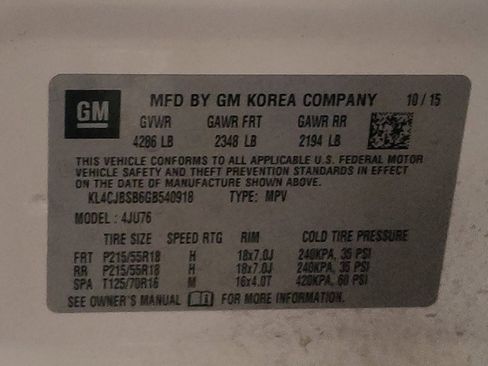 GM
MFD BY GM KOREA COMPANY 10/15
GVWR GAWR FRT GAWR RR
4286 LB 2348 LB 2194 LB
THIS VEHICLE CONFORMS TO ALL APPLICABLE U.S. FEDERAL MOTOR
VEHICLE SAFETY AND THEFT PREVENTION STANDARDS IN EFFECT
ON THE DATE OF MANUFACTURE SHOWN ABOVE.
KL4CJBSB6GB540918 TYPE: MPV
MODEL: 4JU76
TIRE SIZE SPEED RTG RIM COLD TIRE PRESSURE
FRT P215/55R18 H 18x7.0J 240KPA, 35 PSI
RR P215/55R18 H 18x7.0J 240KPA, 35 PSI
SPA T125/70R16 M 16x4.0T 420KPA, 60 PSI
SEE OWNER'S MANUAL FOR MORE INFORMATION.